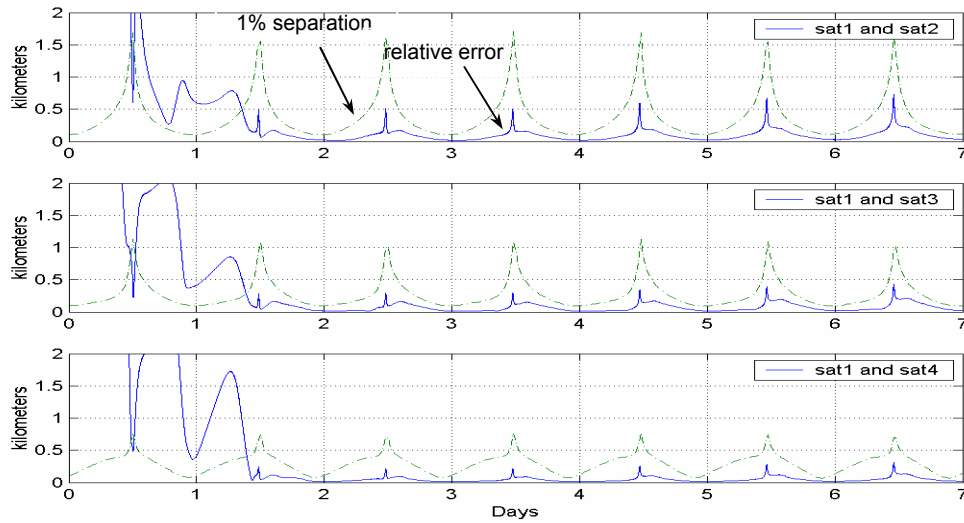 1% separation
relative error
sat1 and sat2
kilometers
2
1.5
1
0.5
0
0 1 2 3 4 5 6 7
sat1 and sat3
kilometers
2
1.5
1
0.5
0
0 1 2 3 4 5 6 7
sat1 and sat4
kilometers
2
1.5
1
0.5
0
0 1 2 3 4 5 6 7
Days